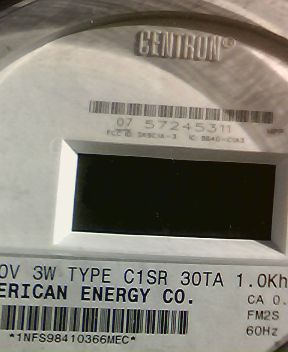 CENTRON®
07 57245311
0V 3W TYPE C1SR 30TA 1.0Kh
ERICAN ENERGY CO.
CA 0.
FM2S
60Hz
*1NFS98410366MEC*